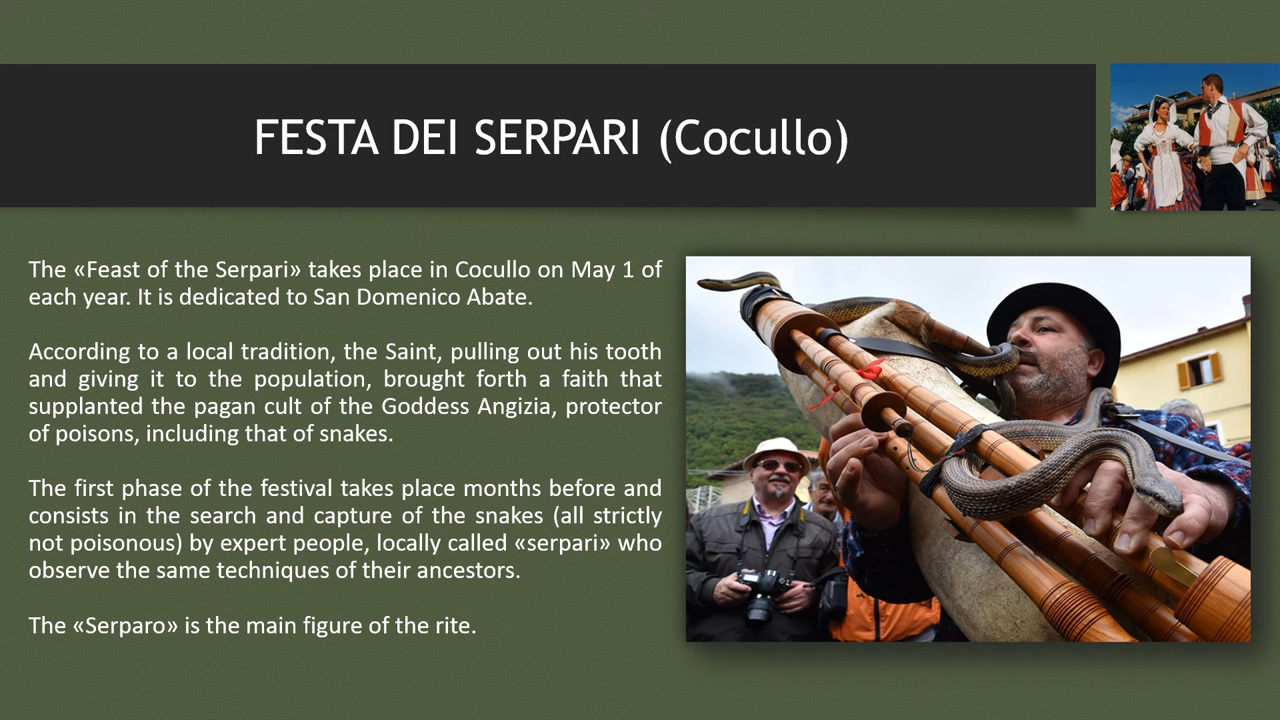 FESTA DEI SERPARI (Cocullo)
The «Feast of the Serpari» takes place in Cocullo on May 1 of
each year. It is dedicated to San Domenico Abate.
According to a local tradition, the Saint, pulling out his tooth
and giving it to the population, brought forth a faith that
supplanted the pagan cult of the Goddess Angizia, protector
of poisons, including that of snakes.
The first phase of the festival takes place months before and
consists in the search and capture of the snakes (all strictly
not poisonous) by expert people, locally called «serpari» who
observe the same techniques of their ancestors.
The «Serparo» is the main figure of the rite.